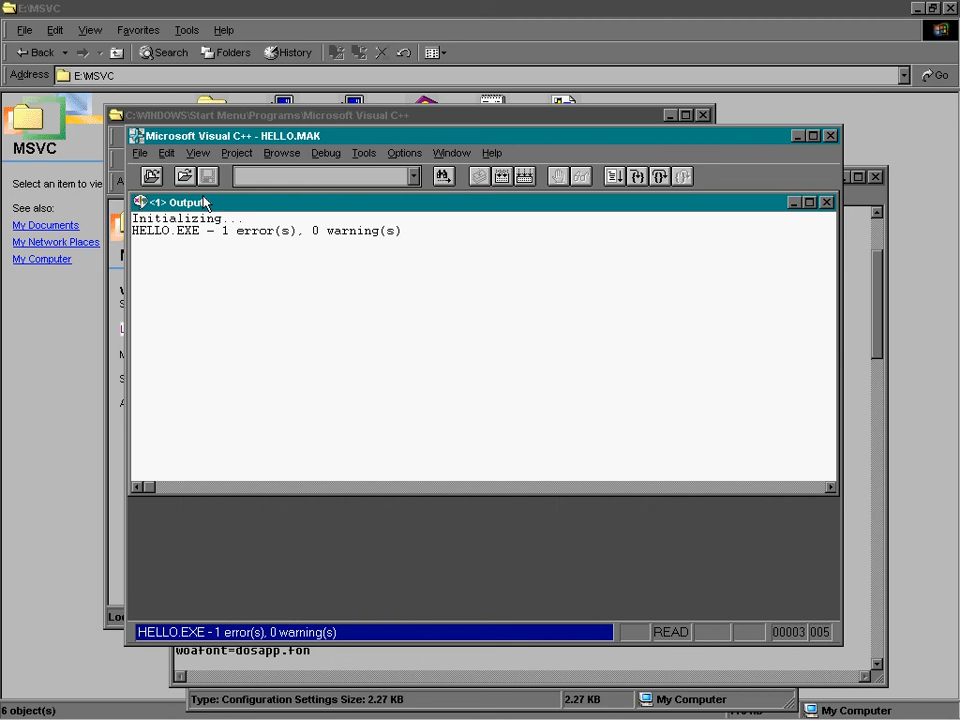 E:\MSVC
File Edit View Favorites Tools Help
Back Search Folders History
Address E:\MSVC Go
C:\WINDOWS\Start Menu\Programs\Microsoft Visual C++
Microsoft Visual C++ - HELLO.MAK
File Edit View Project Browse Debug Tools Options Window Help
MSVC
Select an item to vie
See also:
My Documents
My Network Places
My Computer
<1> Output
Initializing...
HELLO.EXE - 1 error(s), 0 warning(s)
HELLO.EXE - 1 error(s), 0 warning(s) READ 00003 005
woafont=dosapp.fon
Type: Configuration Settings Size: 2.27 KB 2.27 KB My Computer
6 object(s) My Computer